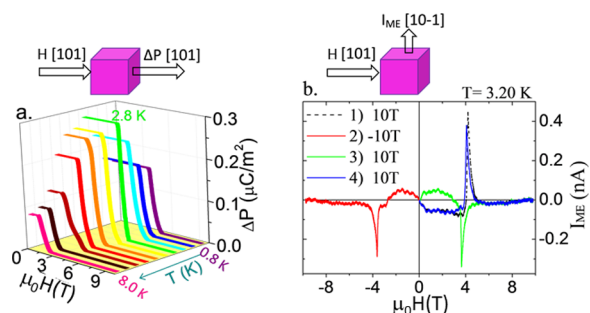 H [101] ΔP [101]
I_ME [10-1]
H [101]
a.
2.8 K
0.3
0.2
0.1
0.0
ΔP (μC/m²)
0
3
6
9
μ₀H(T)
8.0 K
T (K)
0.8 K
b.
T= 3.20 K
1) 10T
2) -10T
3) 10T
4) 10T
0.4
0.2
0.0
-0.2
I_ME (nA)
-8 -4 0 4 8
μ₀H(T)